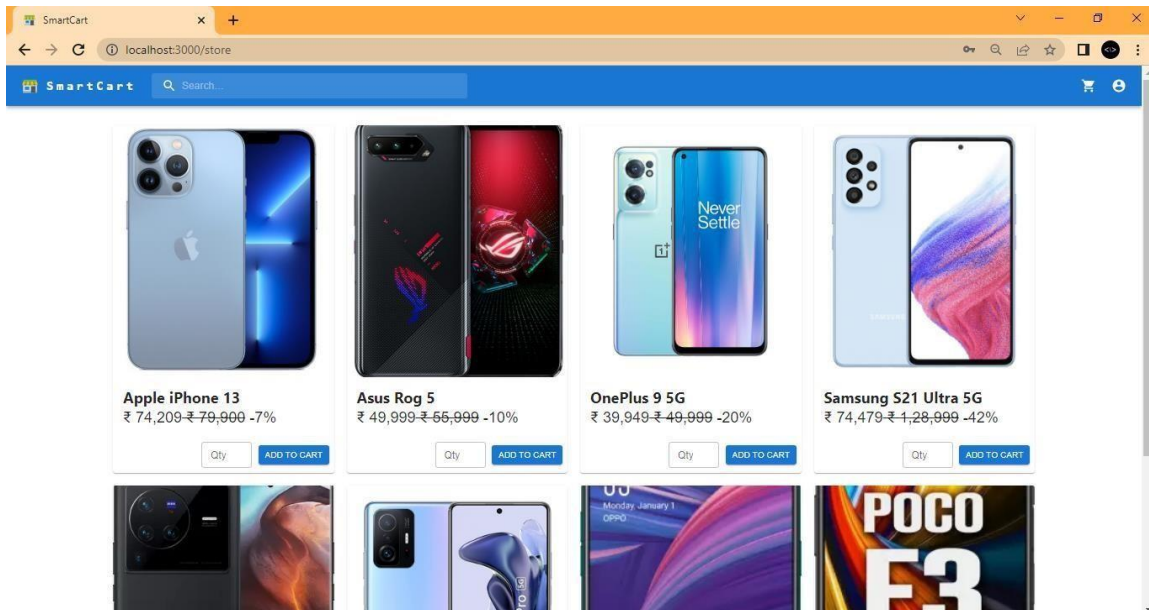 SmartCart
localhost:3000/store
SmartCart
Search...
Never
Settle
SAMSUNG
Apple iPhone 13
₹ 74,209 ₹ 79,900 -7%
Qty
ADD TO CART
Asus Rog 5
₹ 49,999 ₹ 55,999 -10%
Qty
ADD TO CART
OnePlus 9 5G
₹ 39,949 ₹ 49,999 -20%
Qty
ADD TO CART
Samsung S21 Ultra 5G
₹ 74,479 ₹ 1,28,999 -42%
Qty
ADD TO CART
Pro 5G
Monday, January 1
OPPO
POCO
F3